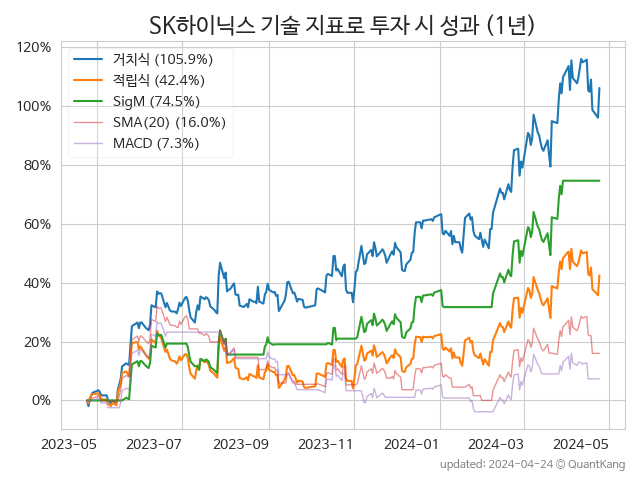 SK하이닉스 기술 지표로 투자 시 성과 (1년)
120%
100%
80%
60%
40%
20%
0%
거치식 (105.9%)
적립식 (42.4%)
SigM (74.5%)
SMA(20) (16.0%)
MACD (7.3%)
2023-05
2023-07
2023-09
2023-11
2024-01
2024-03
2024-05
updated: 2024-04-24 © QuantKang